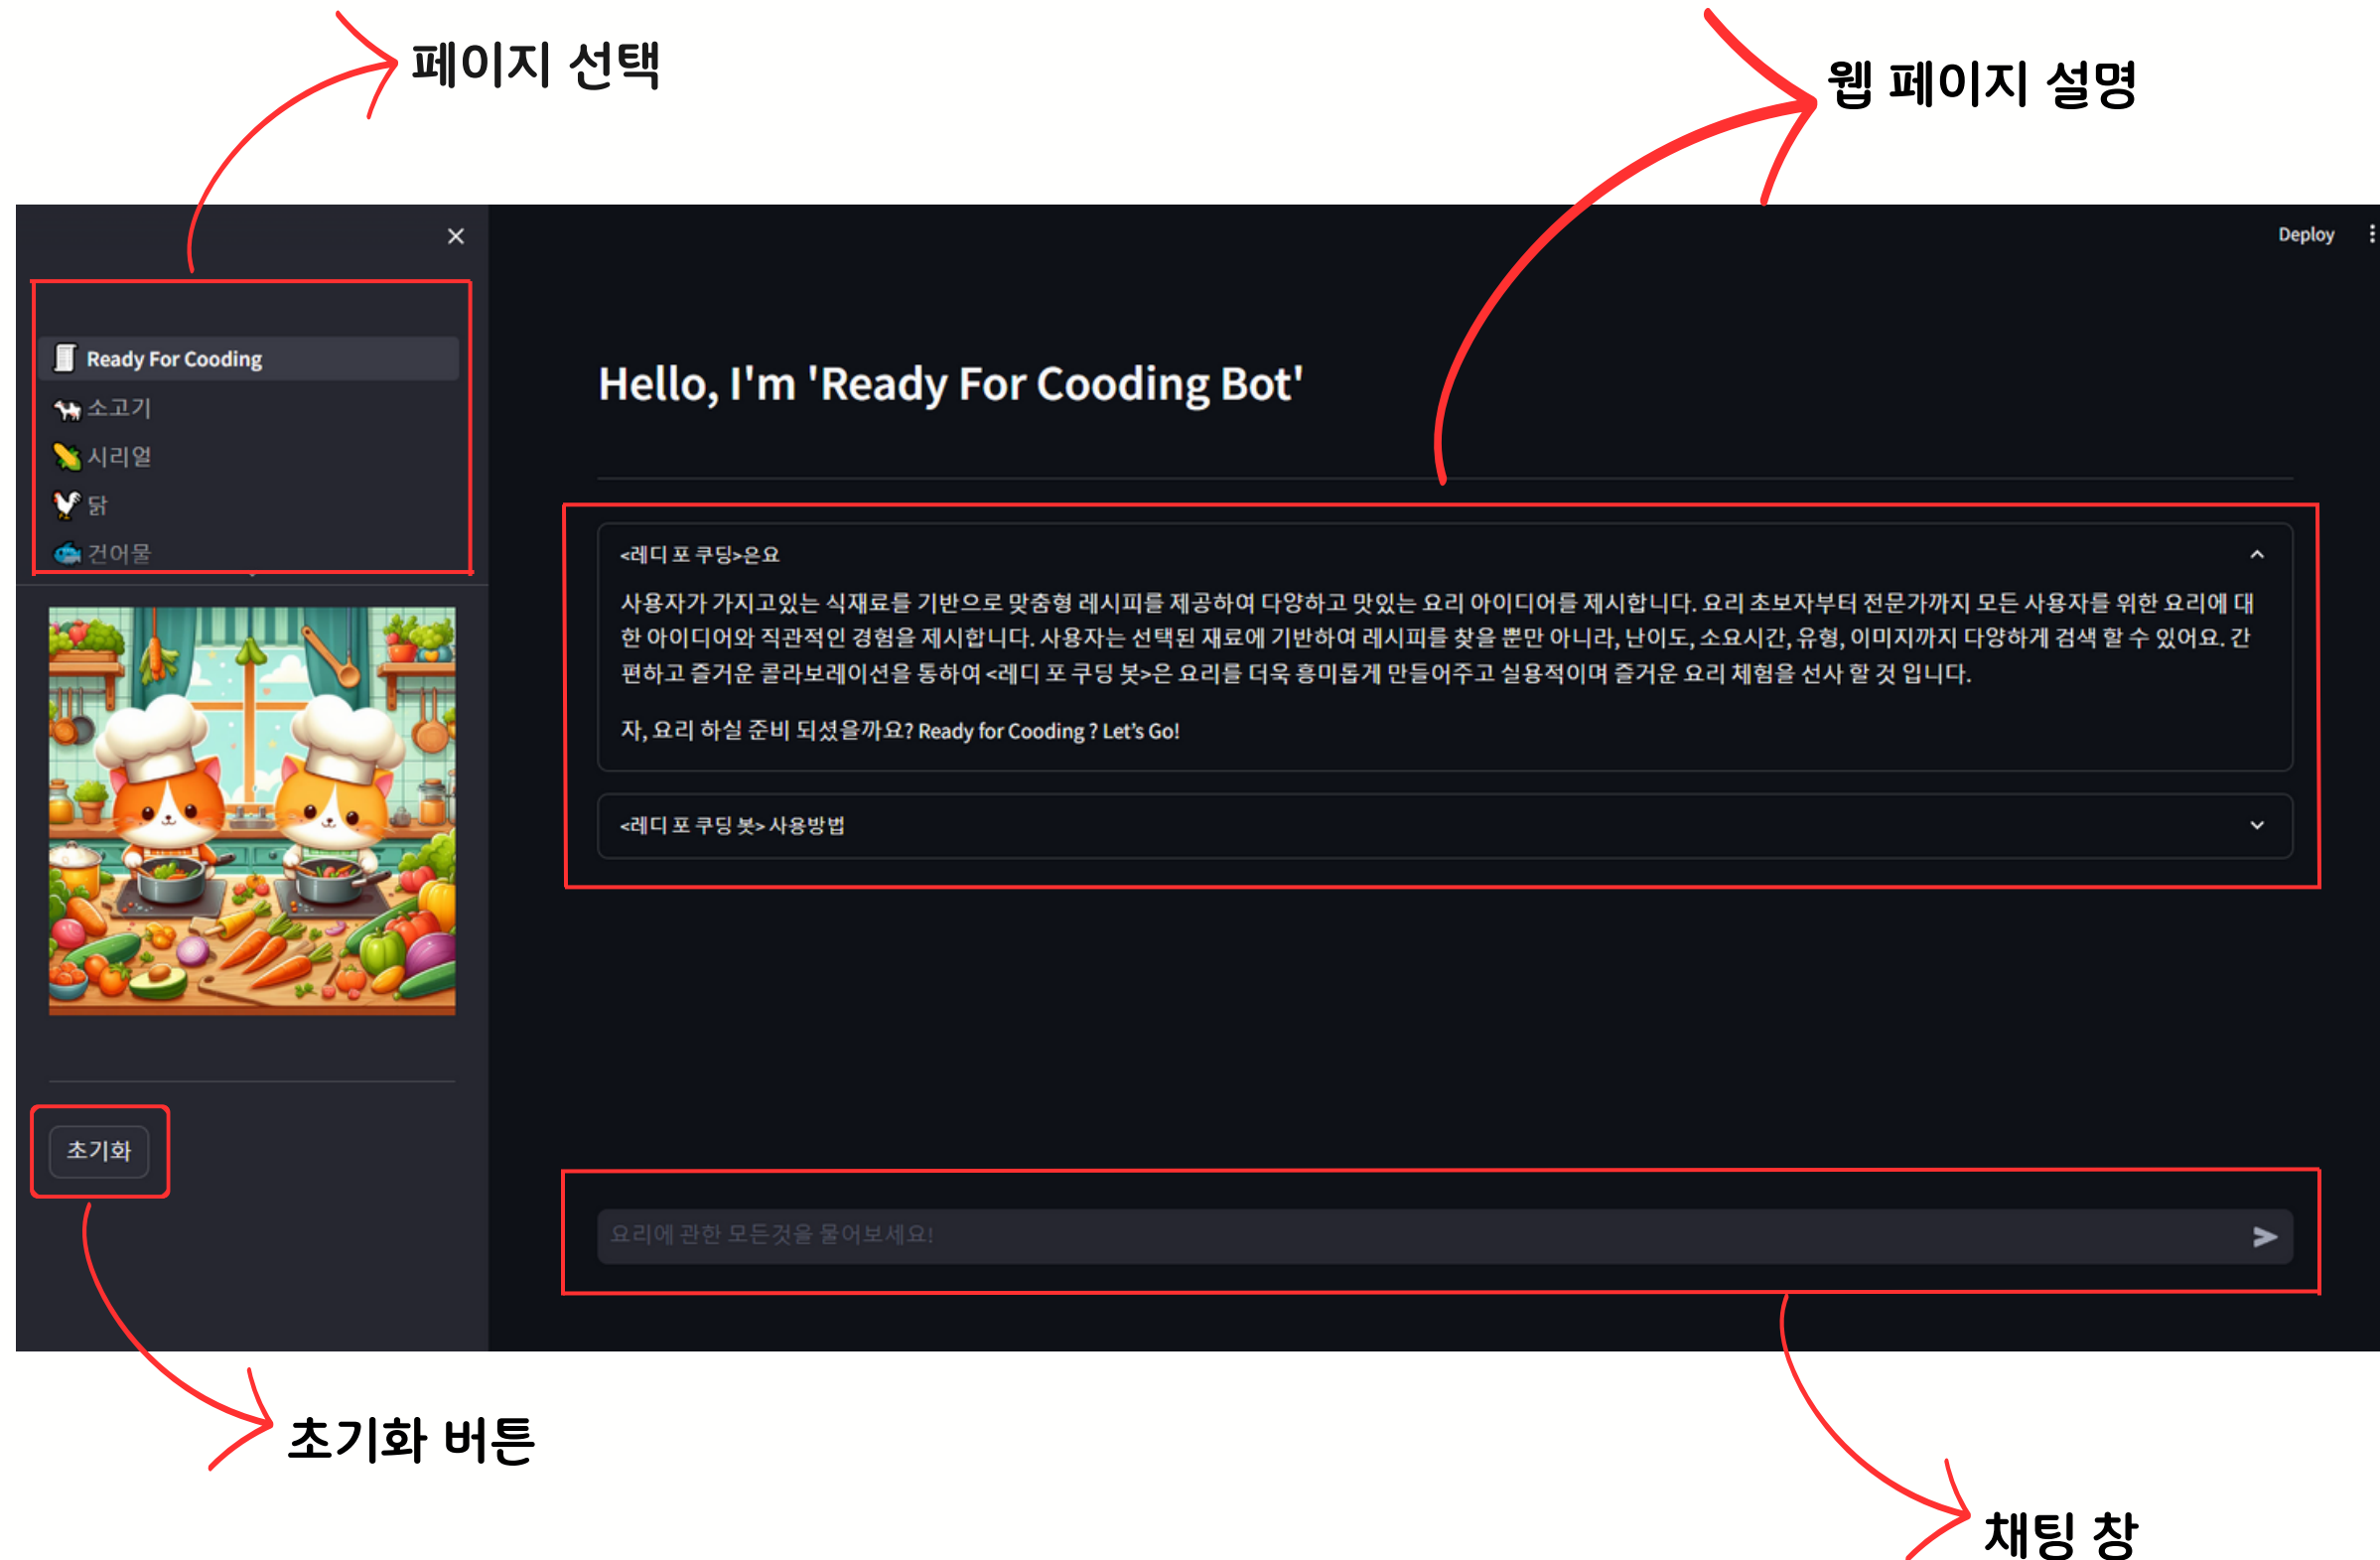 페이지 선택
웹 페이지 설명
Deploy
Ready For Cooding
소고기
시리얼
닭
건어물
Hello, I'm 'Ready For Cooding Bot'
<레디 포 쿠딩>은요
사용자가 가지고있는 식재료를 기반으로 맞춤형 레시피를 제공하여 다양하고 맛있는 요리 아이디어를 제시합니다. 요리 초보자부터 전문가까지 모든 사용자를 위한 요리에 대
한 아이디어와 직관적인 경험을 제시합니다. 사용자는 선택된 재료에 기반하여 레시피를 찾을 뿐만 아니라, 난이도, 소요시간, 유형, 이미지까지 다양하게 검색 할 수 있어요. 간
편하고 즐거운 콜라보레이션을 통하여 <레디 포 쿠딩 봇>은 요리를 더욱 흥미롭게 만들어주고 실용적이며 즐거운 요리 체험을 선사 할 것 입니다.
자, 요리 하실 준비 되셨을까요? Ready for Cooding ? Let’s Go!
<레디 포 쿠딩 봇> 사용방법
초기화
요리에 관한 모든것을 물어보세요!
초기화 버튼
채팅 창